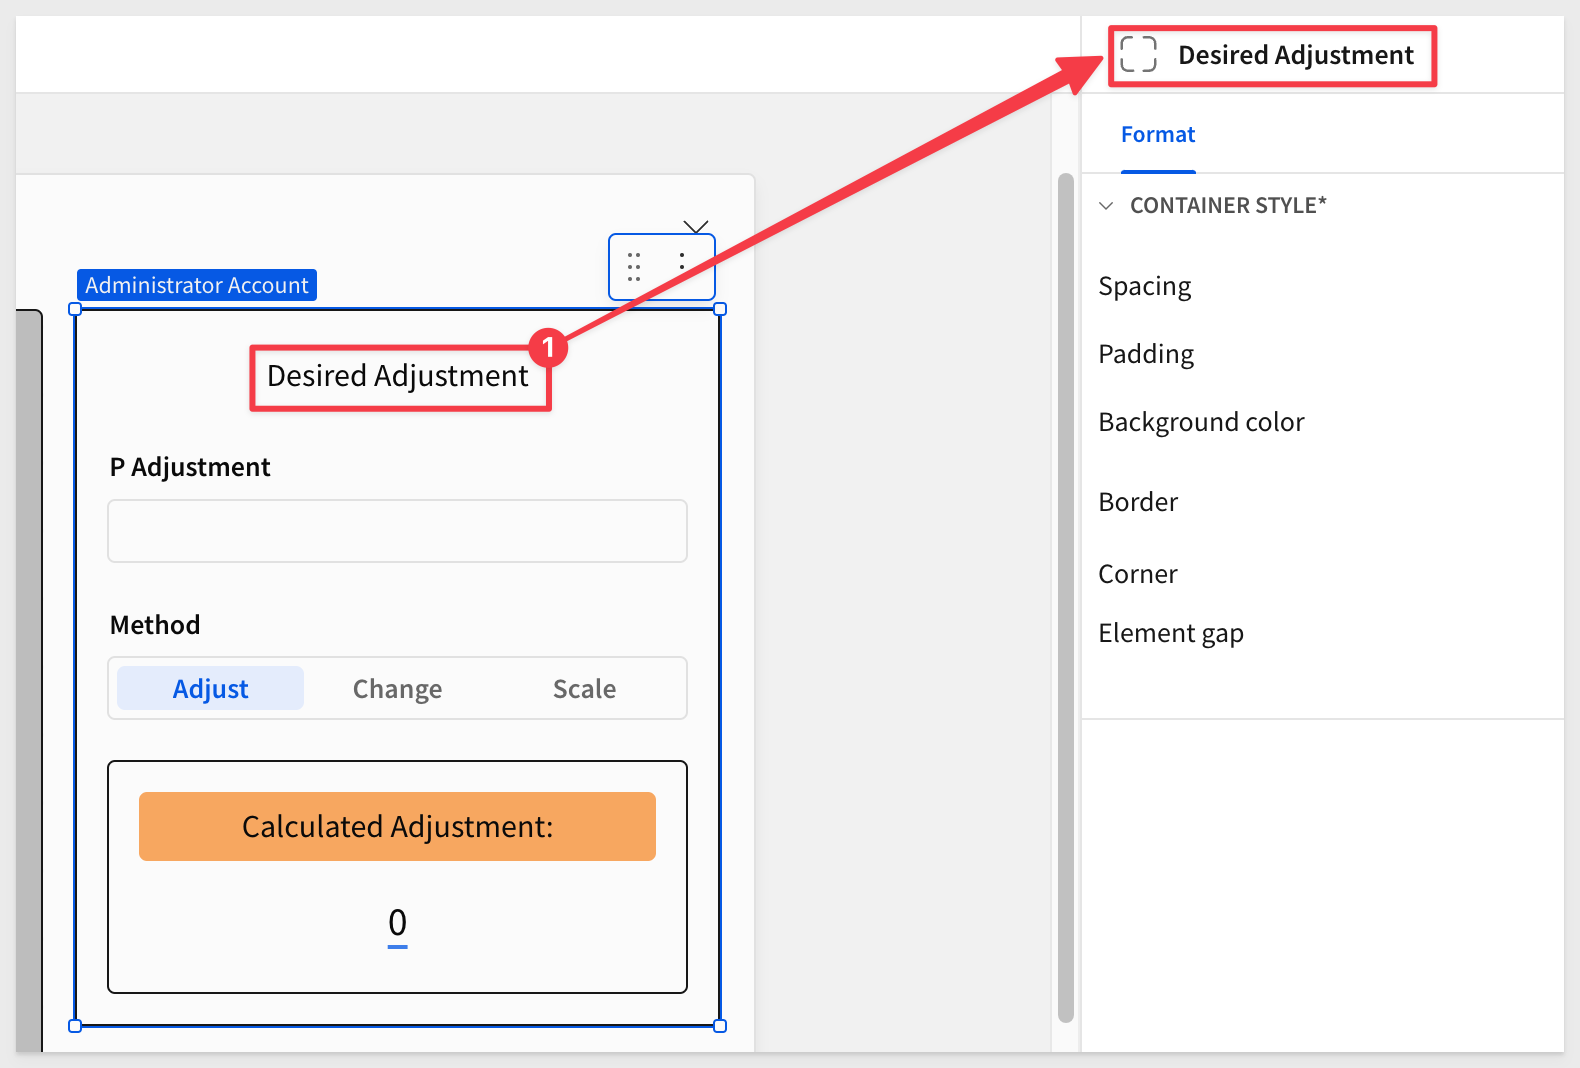 Desired Adjustment
Format
CONTAINER STYLE*
Spacing
Padding
Background color
Border
Corner
Element gap
Administrator Account
1
Desired Adjustment
P Adjustment
Method
Adjust Change Scale
Calculated Adjustment:
0